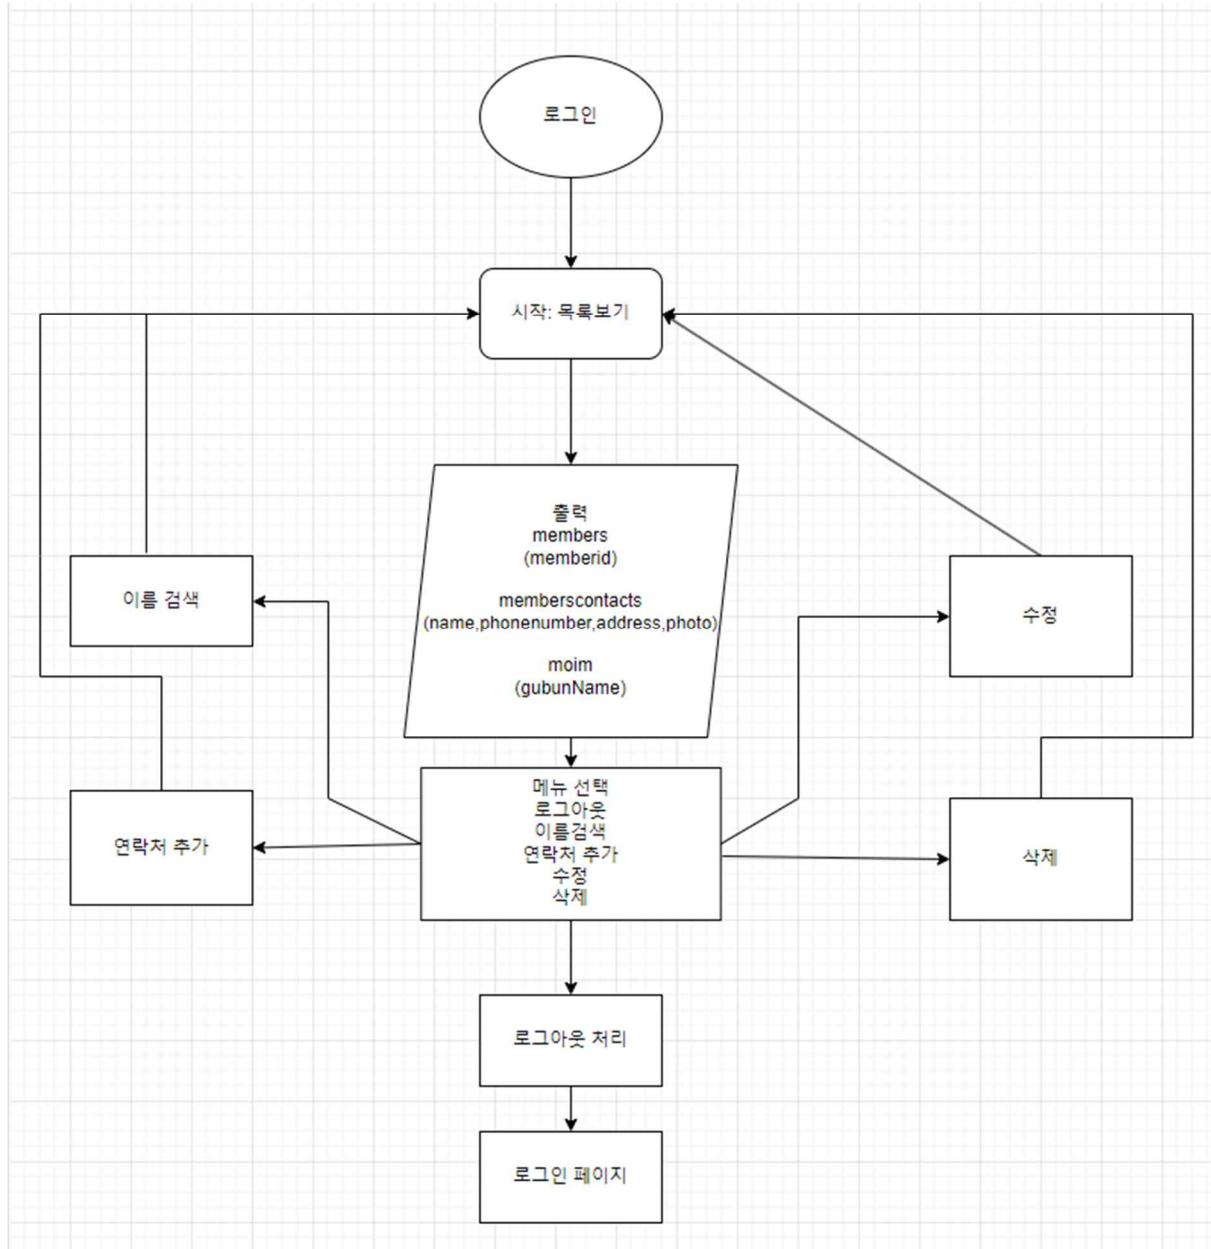 로그인
시작: 목록보기
출력
members
(memberid)
memberscontacts
(name,phonenumber,address,photo)
moim
(gubunName)
이름 검색
수정
메뉴 선택
로그아웃
이름검색
연락처 추가
수정
삭제
연락처 추가
삭제
로그아웃 처리
로그인 페이지